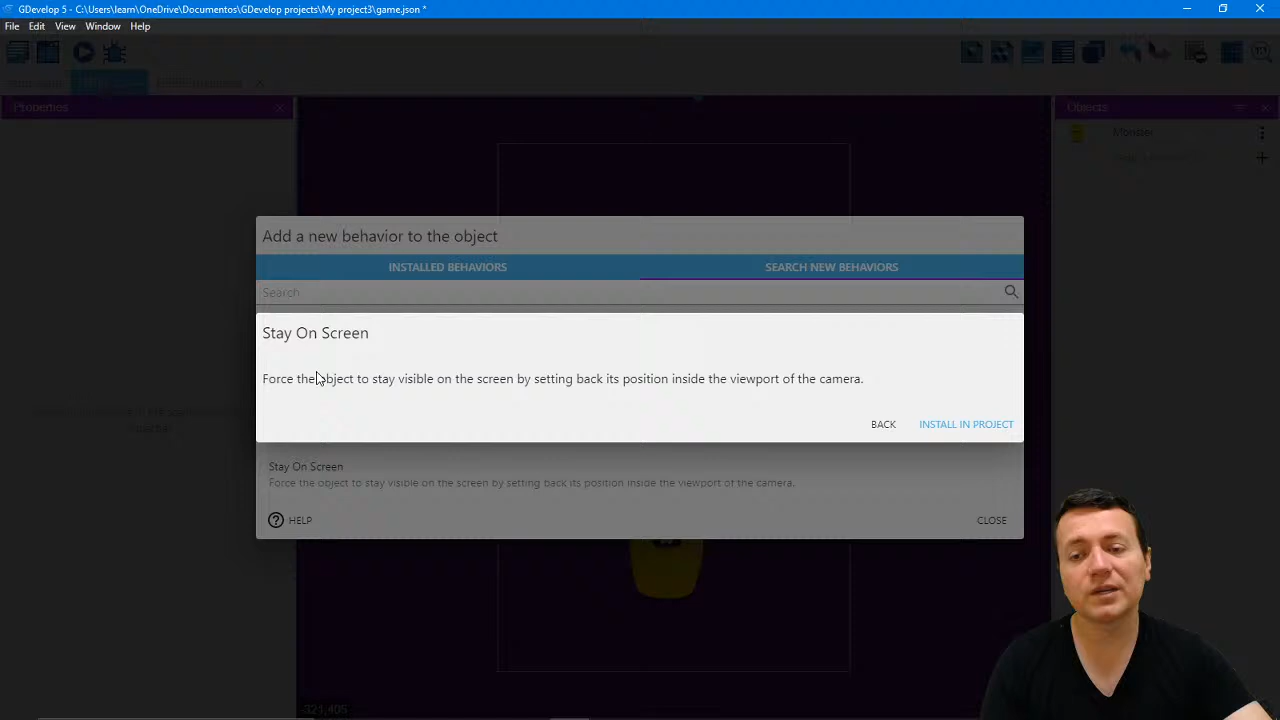 GDevelop 5 - C:\Users\learn\OneDrive\Documentos\GDevelop projects\My project3\game.json *
File Edit View Window Help
Properties
Objects
Monster
Add a new behavior to the object
INSTALLED BEHAVIORS
SEARCH NEW BEHAVIORS
Search
Stay On Screen
Force the object to stay visible on the screen by setting back its position inside the viewport of the camera.
BACK
INSTALL IN PROJECT
Stay On Screen
Force the object to stay visible on the screen by setting back its position inside the viewport of the camera.
HELP
CLOSE
-321;405